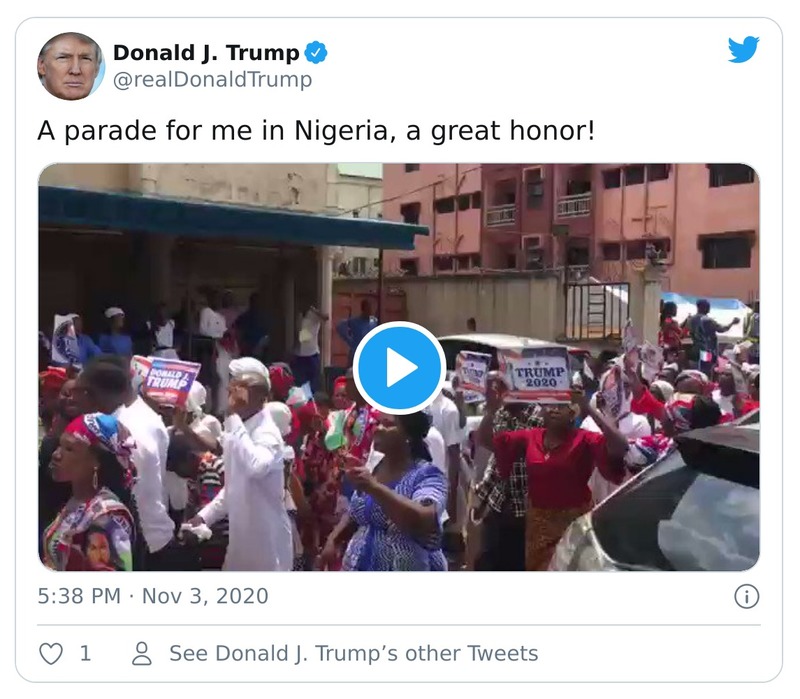 Donald J. Trump
@realDonaldTrump
A parade for me in Nigeria, a great honor!
DONALD J.
TRUMP
TRUMP
2020
5:38 PM · Nov 3, 2020
1
See Donald J. Trump’s other Tweets